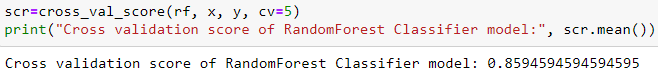 scr=cross_val_score(rf, x, y, cv=5)
print("Cross validation score of RandomForest Classifier model:", scr.mean())
Cross validation score of RandomForest Classifier model: 0.8594594594594595